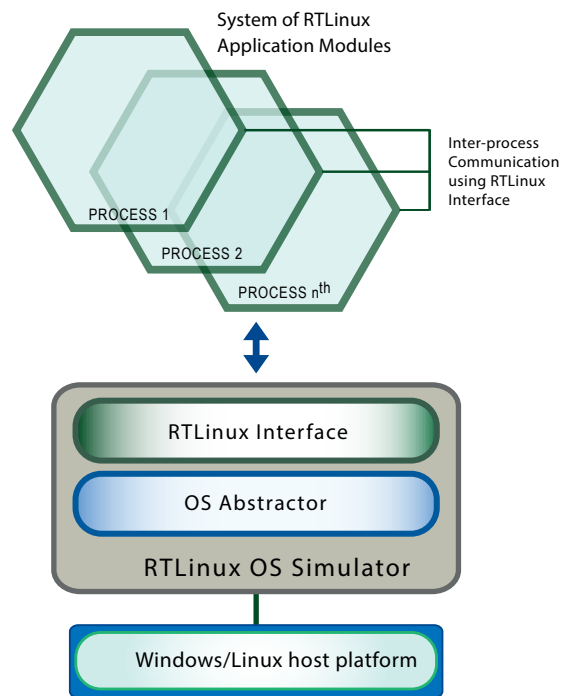 System of RTLinux
Application Modules
Inter-process
Communication
using RTLinux
Interface
PROCESS 1
PROCESS 2
PROCESS nth
RTLinux Interface
OS Abstractor
RTLinux OS Simulator
Windows/Linux host platform